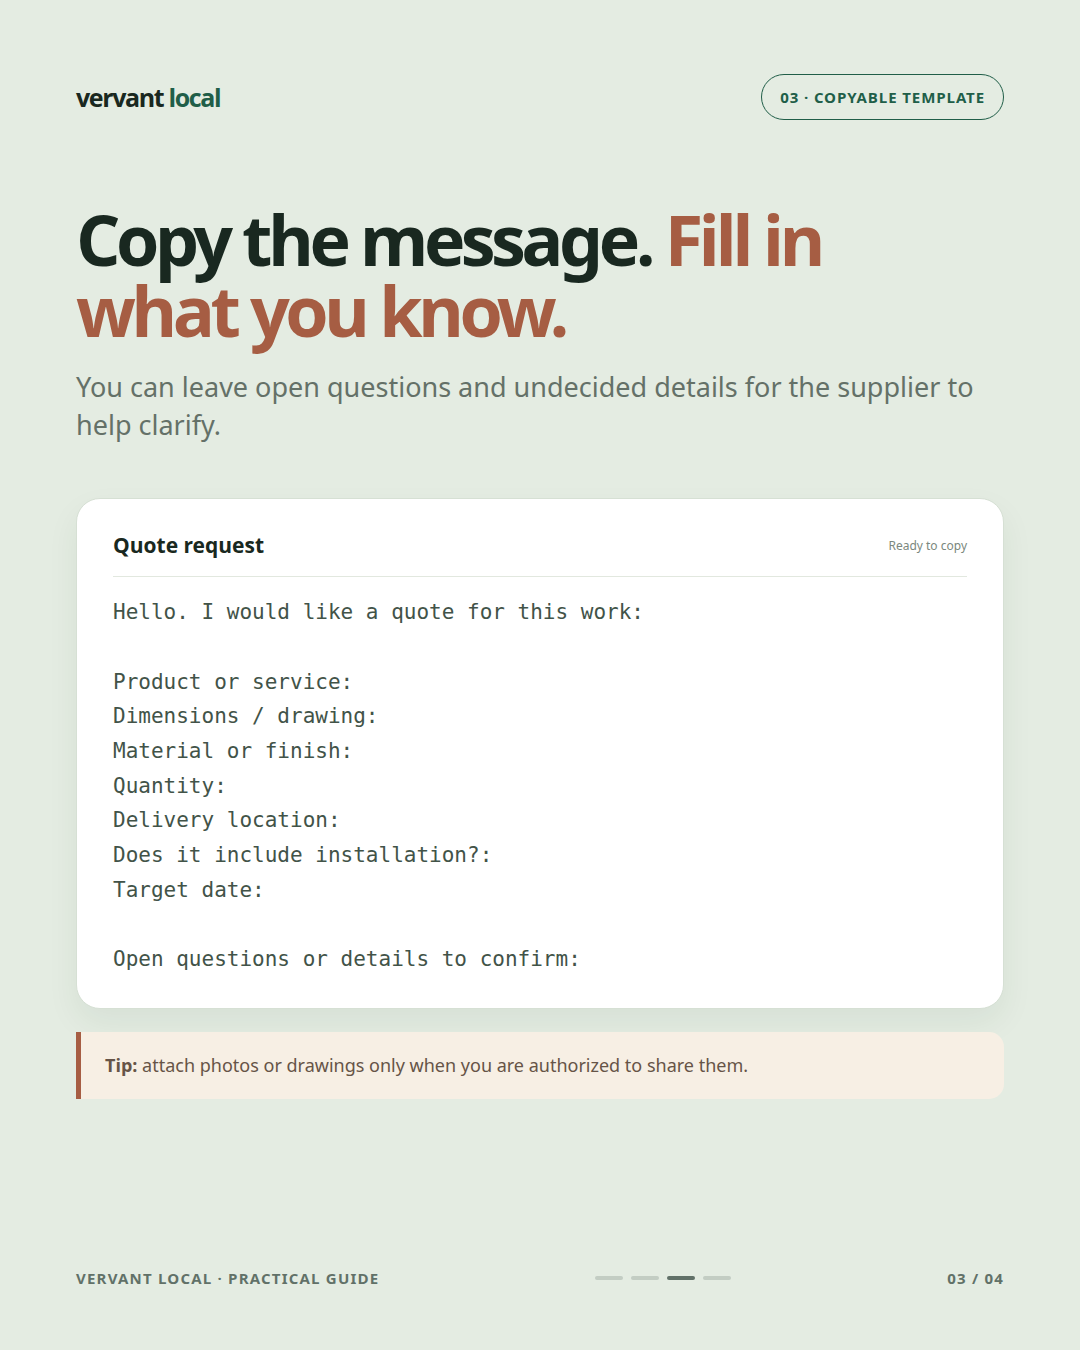 vervant local
03 · COPYABLE TEMPLATE
Copy the message. Fill in
what you know.
You can leave open questions and undecided details for the supplier to
help clarify.
Quote request
Ready to copy
Hello. I would like a quote for this work:
Product or service:
Dimensions / drawing:
Material or finish:
Quantity:
Delivery location:
Does it include installation?:
Target date:
Open questions or details to confirm:
Tip: attach photos or drawings only when you are authorized to share them.
VERVANT LOCAL · PRACTICAL GUIDE
03 / 04